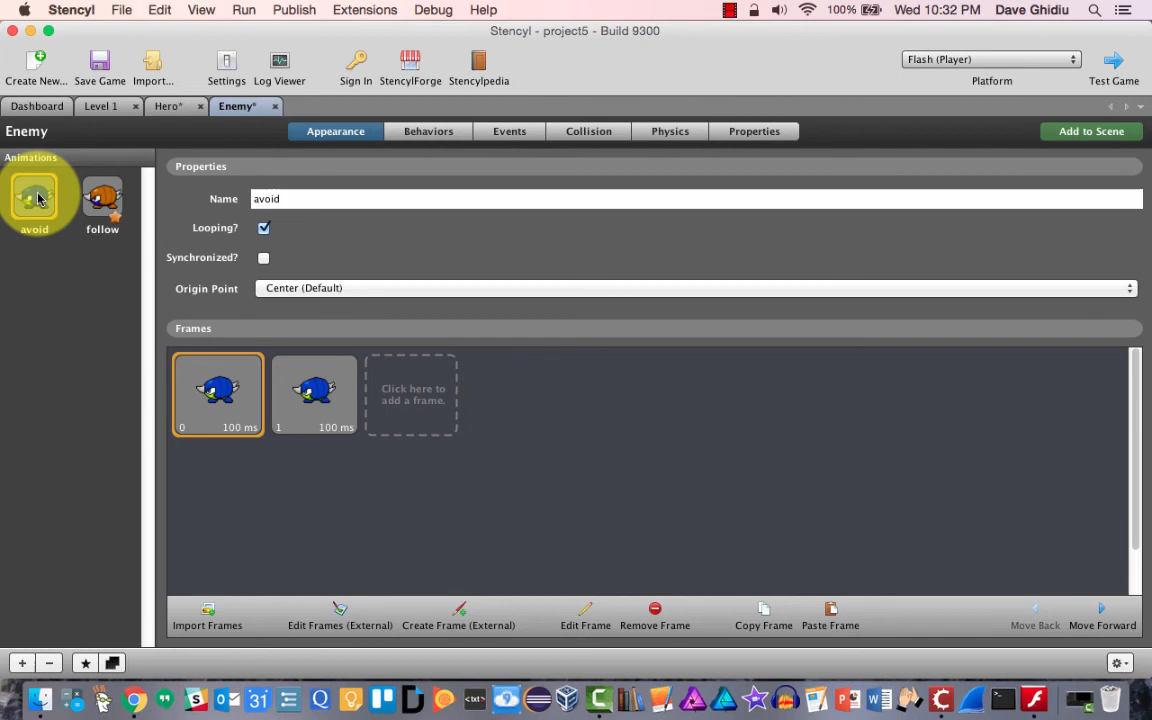 Stencyl File Edit View Run Publish Extensions Debug Help 100% Wed 10:32 PM Dave Ghidiu
Stencyl - project5 - Build 9300
Create New... Save Game Import... Settings Log Viewer Sign In StencylForge Stencylpedia Flash (Player) Platform Test Game
Dashboard Level 1 Hero* Enemy*
Enemy Appearance Behaviors Events Collision Physics Properties Add to Scene
Animations
avoid follow
Properties
Name avoid
Looping?
Synchronized?
Origin Point Center (Default)
Frames
Click here to
add a frame.
0 100 ms 1 100 ms
Import Frames Edit Frames (External) Create Frame (External) Edit Frame Remove Frame Copy Frame Paste Frame Move Back Move Forward
31 <txt>